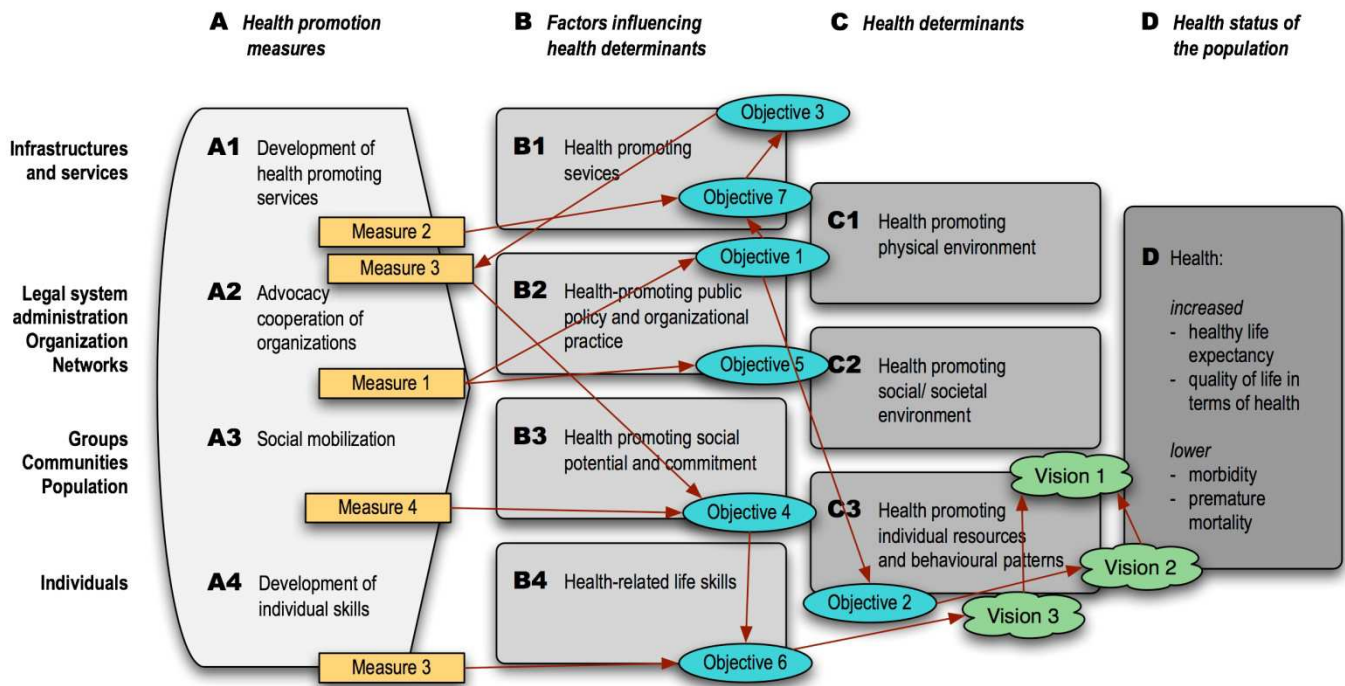 A Health promotion
measures
B Factors influencing
health determinants
C Health determinants
D Health status of
the population
Infrastructures
and services
Legal system
administration
Organization
Networks
Groups
Communities
Population
Individuals
A1 Development of
health promoting
services
Measure 2
Measure 3
A2 Advocacy
cooperation of
organizations
Measure 1
A3 Social mobilization
Measure 4
A4 Development of
individual skills
Measure 3
Objective 3
B1 Health promoting
sevices
Objective 7
Objective 1
B2 Health-promoting public
policy and organizational
practice
Objective 5
B3 Health promoting social
potential and commitment
Objective 4
B4 Health-related life skills
Objective 6
C1 Health promoting
physical environment
C2 Health promoting
social/ societal
environment
Vision 1
C3 Health promoting
individual resources
and behavioural patterns
Objective 2
Vision 3
Vision 2
D Health:
increased
- healthy life
expectancy
- quality of life in
terms of health
lower
- morbidity
- premature
mortality